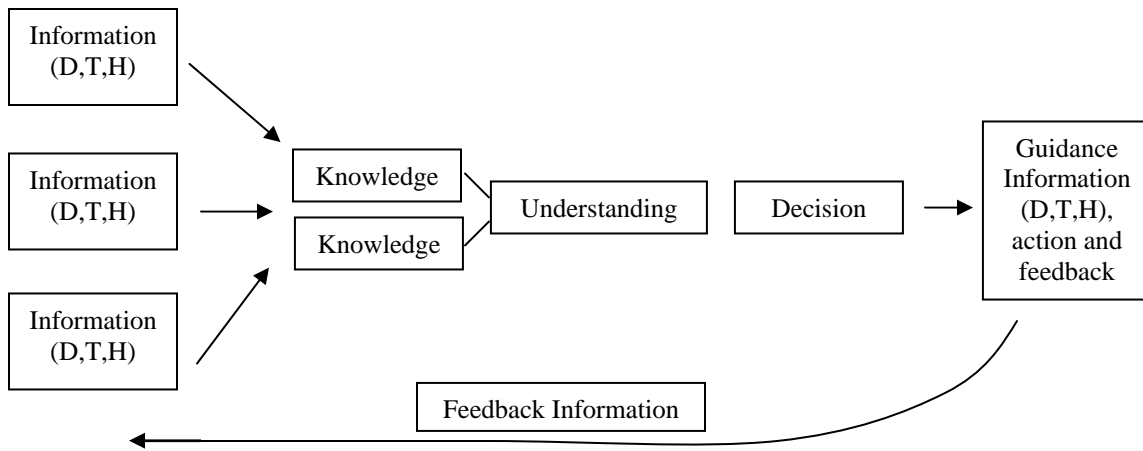 Information
(D,T,H)
Information
(D,T,H)
Information
(D,T,H)
Knowledge
Knowledge
Understanding
Decision
Guidance
Information
(D,T,H),
action and
feedback
Feedback Information